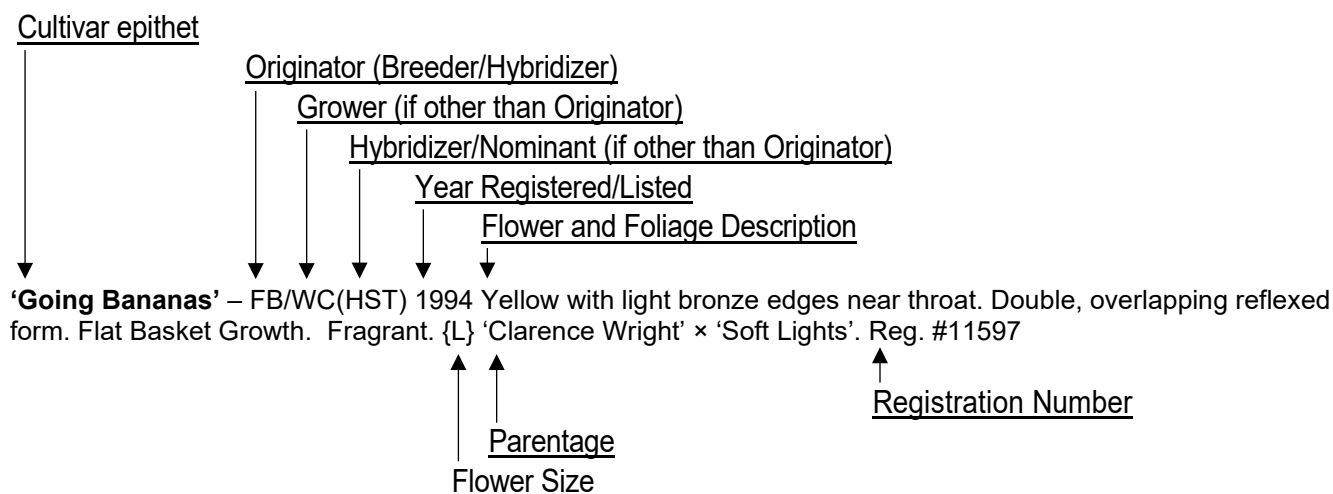 Cultivar epithet
Originator (Breeder/Hybridizer)
Grower (if other than Originator)
Hybridizer/Nominant (if other than Originator)
Year Registered/Listed
Flower and Foliage Description
‘Going Bananas’ – FB/WC(HST) 1994 Yellow with light bronze edges near throat. Double, overlapping reflexed
form. Flat Basket Growth.  Fragrant. {L} ‘Clarence Wright’ × ‘Soft Lights’. Reg. #11597
Registration Number
Parentage
Flower Size